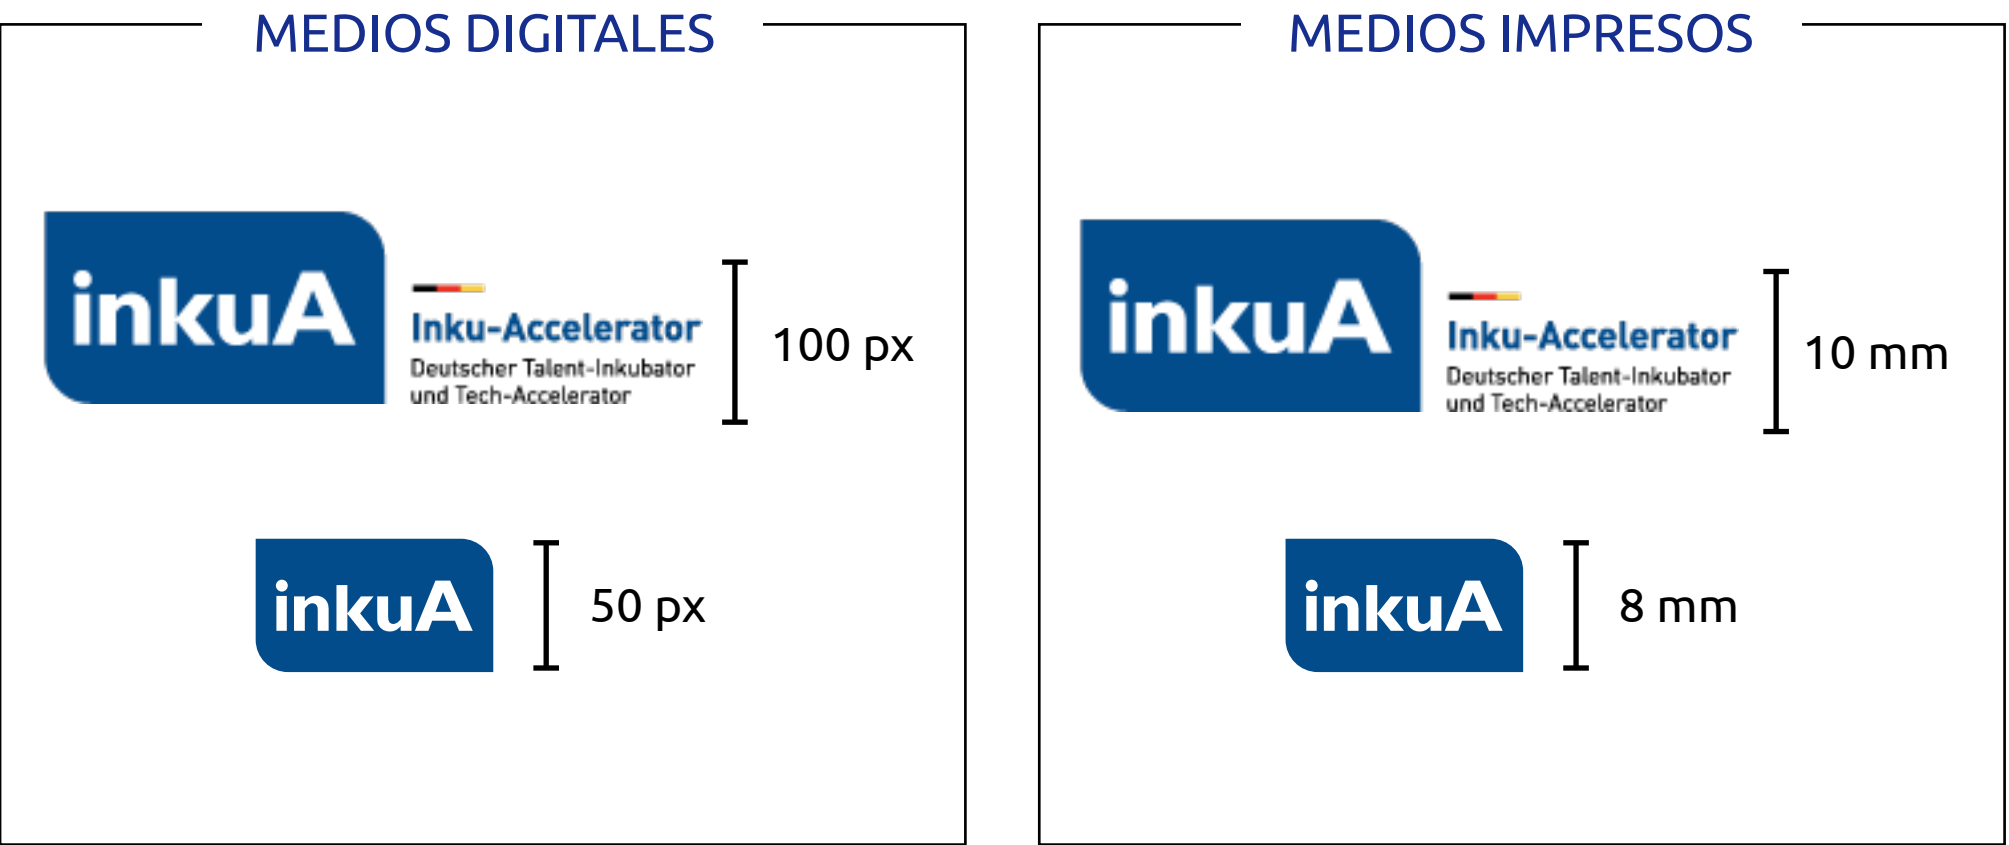 MEDIOS DIGITALES
inkuA
Inku-Accelerator
Deutscher Talent-Inkubator
und Tech-Accelerator
100 px
inkuA
50 px
MEDIOS IMPRESOS
inkuA
Inku-Accelerator
Deutscher Talent-Inkubator
und Tech-Accelerator
10 mm
inkuA
8 mm